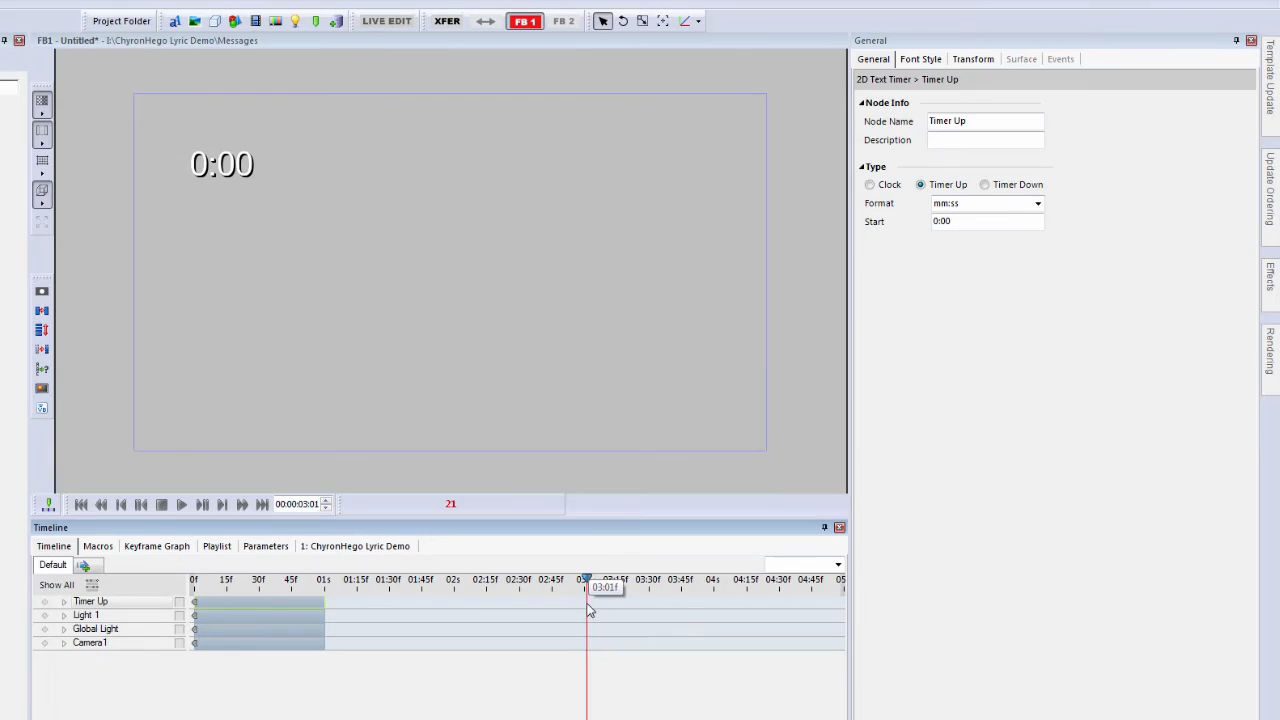 Project Folder
LIVE EDIT
XFER
FB 1
FB 2
FB1 - Untitled* - I:\ChyronHego Lyric Demo\Messages
General
General Font Style Transform Surface Events
2D Text Timer > Timer Up
Node Info
Node Name Timer Up
Description
Type
Clock Timer Up Timer Down
Format mm:ss
Start 0:00
Template Update
Update Ordering
Effects
Rendering
0:00
00:00:03:01
21
Timeline
Timeline Macros Keyframe Graph Playlist Parameters 1: ChyronHego Lyric Demo
Default
Show All
0f 15f 30f 45f 01s 01:15f 01:30f 01:45f 02s 02:15f 02:30f 02:45f 03:30f 03:45f 04s 04:15f 04:30f 04:45f
03:01f
Timer Up
Light 1
Global Light
Camera1